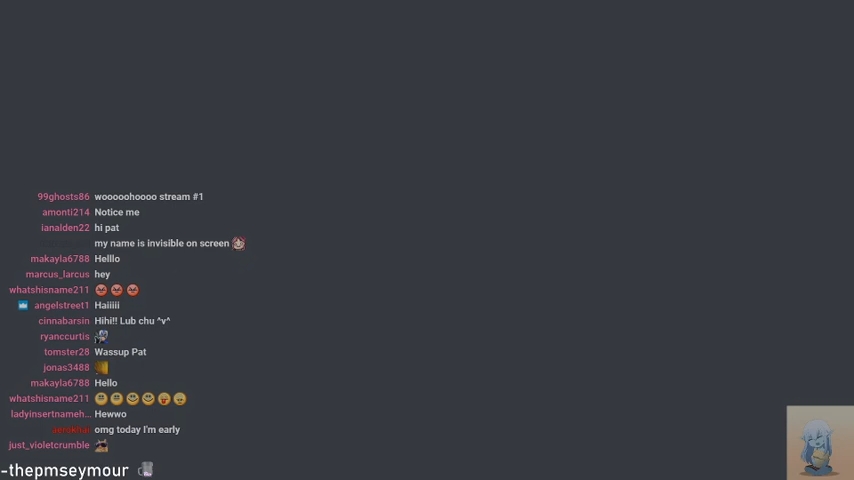 99ghosts86 wooooohoooo stream #1
amonti214 Notice me
ianalden22 hi pat
my name is invisible on screen
makayla6788 Helllo
marcus_larcus hey
whatshisname211
angelstreet1 Haiiiii
cinnabarsin Hihi!! Lub chu ^v^
ryanccurtis
tomster28 Wassup Pat
jonas3488
makayla6788 Hello
whatshisname211
ladyinsertnameh... Hewwo
omg today I'm early
just_violetcrumble
-thepmseymour